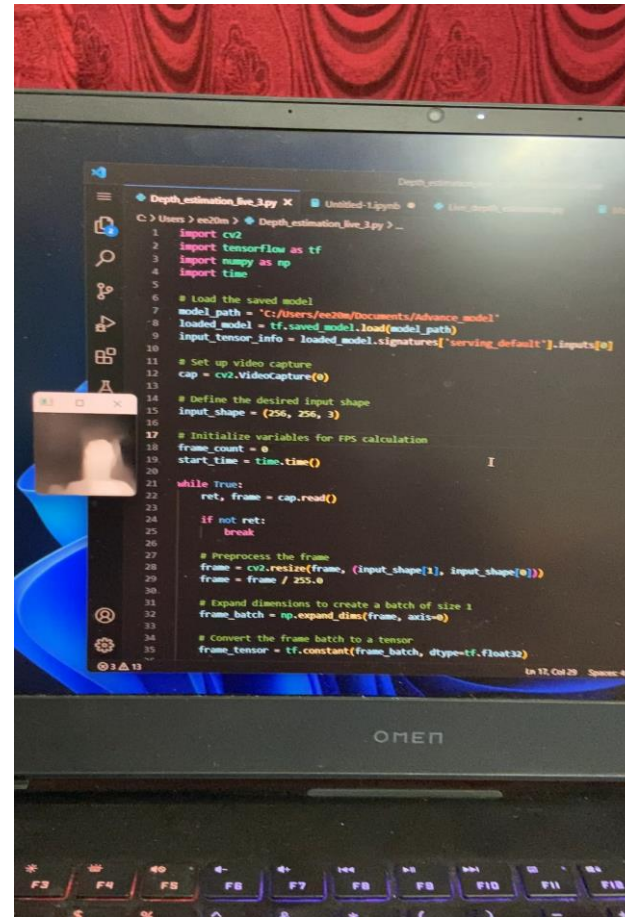 Depth_estimation_live_3.py X Untitled-1.ipynb
C: > Users > ee20m > Depth_estimation_live_3.py > ...
1 import cv2
2 import tensorflow as tf
3 import numpy as np
4 import time
5
6 # Load the saved model
7 model_path = 'C:/Users/ee20m/Documents/Advance_model'
8 loaded_model = tf.saved_model.load(model_path)
9 input_tensor_info = loaded_model.signatures['serving_default'].inputs[0]
10
11 # Set up video capture
12 cap = cv2.VideoCapture(0)
13
14 # Define the desired input shape
15 input_shape = (256, 256, 3)
16
17 # Initialize variables for FPS calculation
18 frame_count = 0
19 start_time = time.time()
20
21 while True:
22 ret, frame = cap.read()
23
24 if not ret:
25 break
26
27 # Preprocess the frame
28 frame = cv2.resize(frame, (input_shape[1], input_shape[0]))
29 frame = frame / 255.0
30
31 # Expand dimensions to create a batch of size 1
32 frame_batch = np.expand_dims(frame, axis=0)
33
34 # Convert the frame batch to a tensor
35 frame_tensor = tf.constant(frame_batch, dtype=tf.float32)
3 13 Ln 17, Col 29 Spaces: 4
OMEN
F3 F4 F5 F6 F7 F8 F9 F10 F11 F12
$ % ^ & * ( )